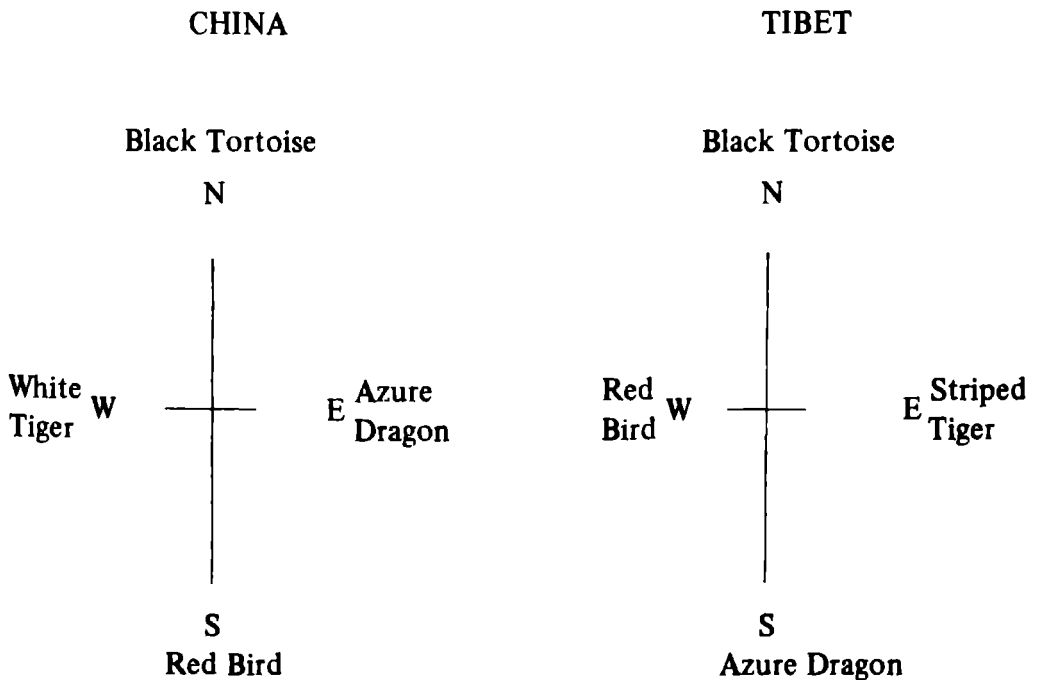 CHINA
Black Tortoise
N
White
Tiger W
E Azure
Dragon
S
Red Bird
TIBET
Black Tortoise
N
Red
Bird W
E Striped
Tiger
S
Azure Dragon